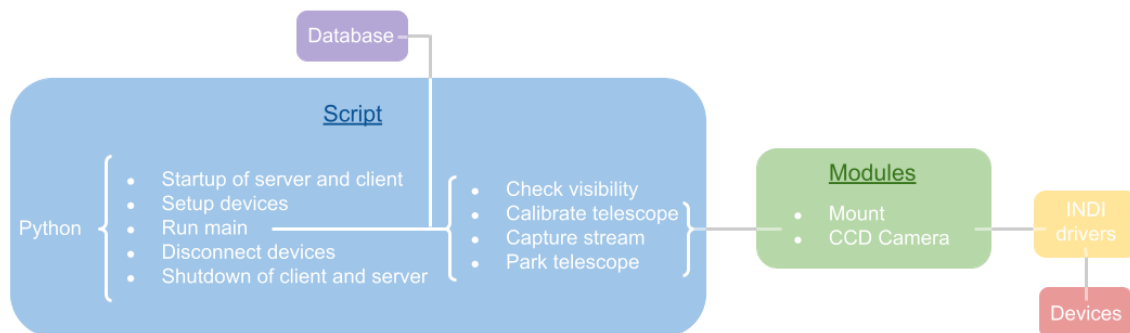 Database
Script
Python
• Startup of server and client
• Setup devices
• Run main
• Disconnect devices
• Shutdown of client and server
• Check visibility
• Calibrate telescope
• Capture stream
• Park telescope
Modules
• Mount
• CCD Camera
INDI
drivers
Devices